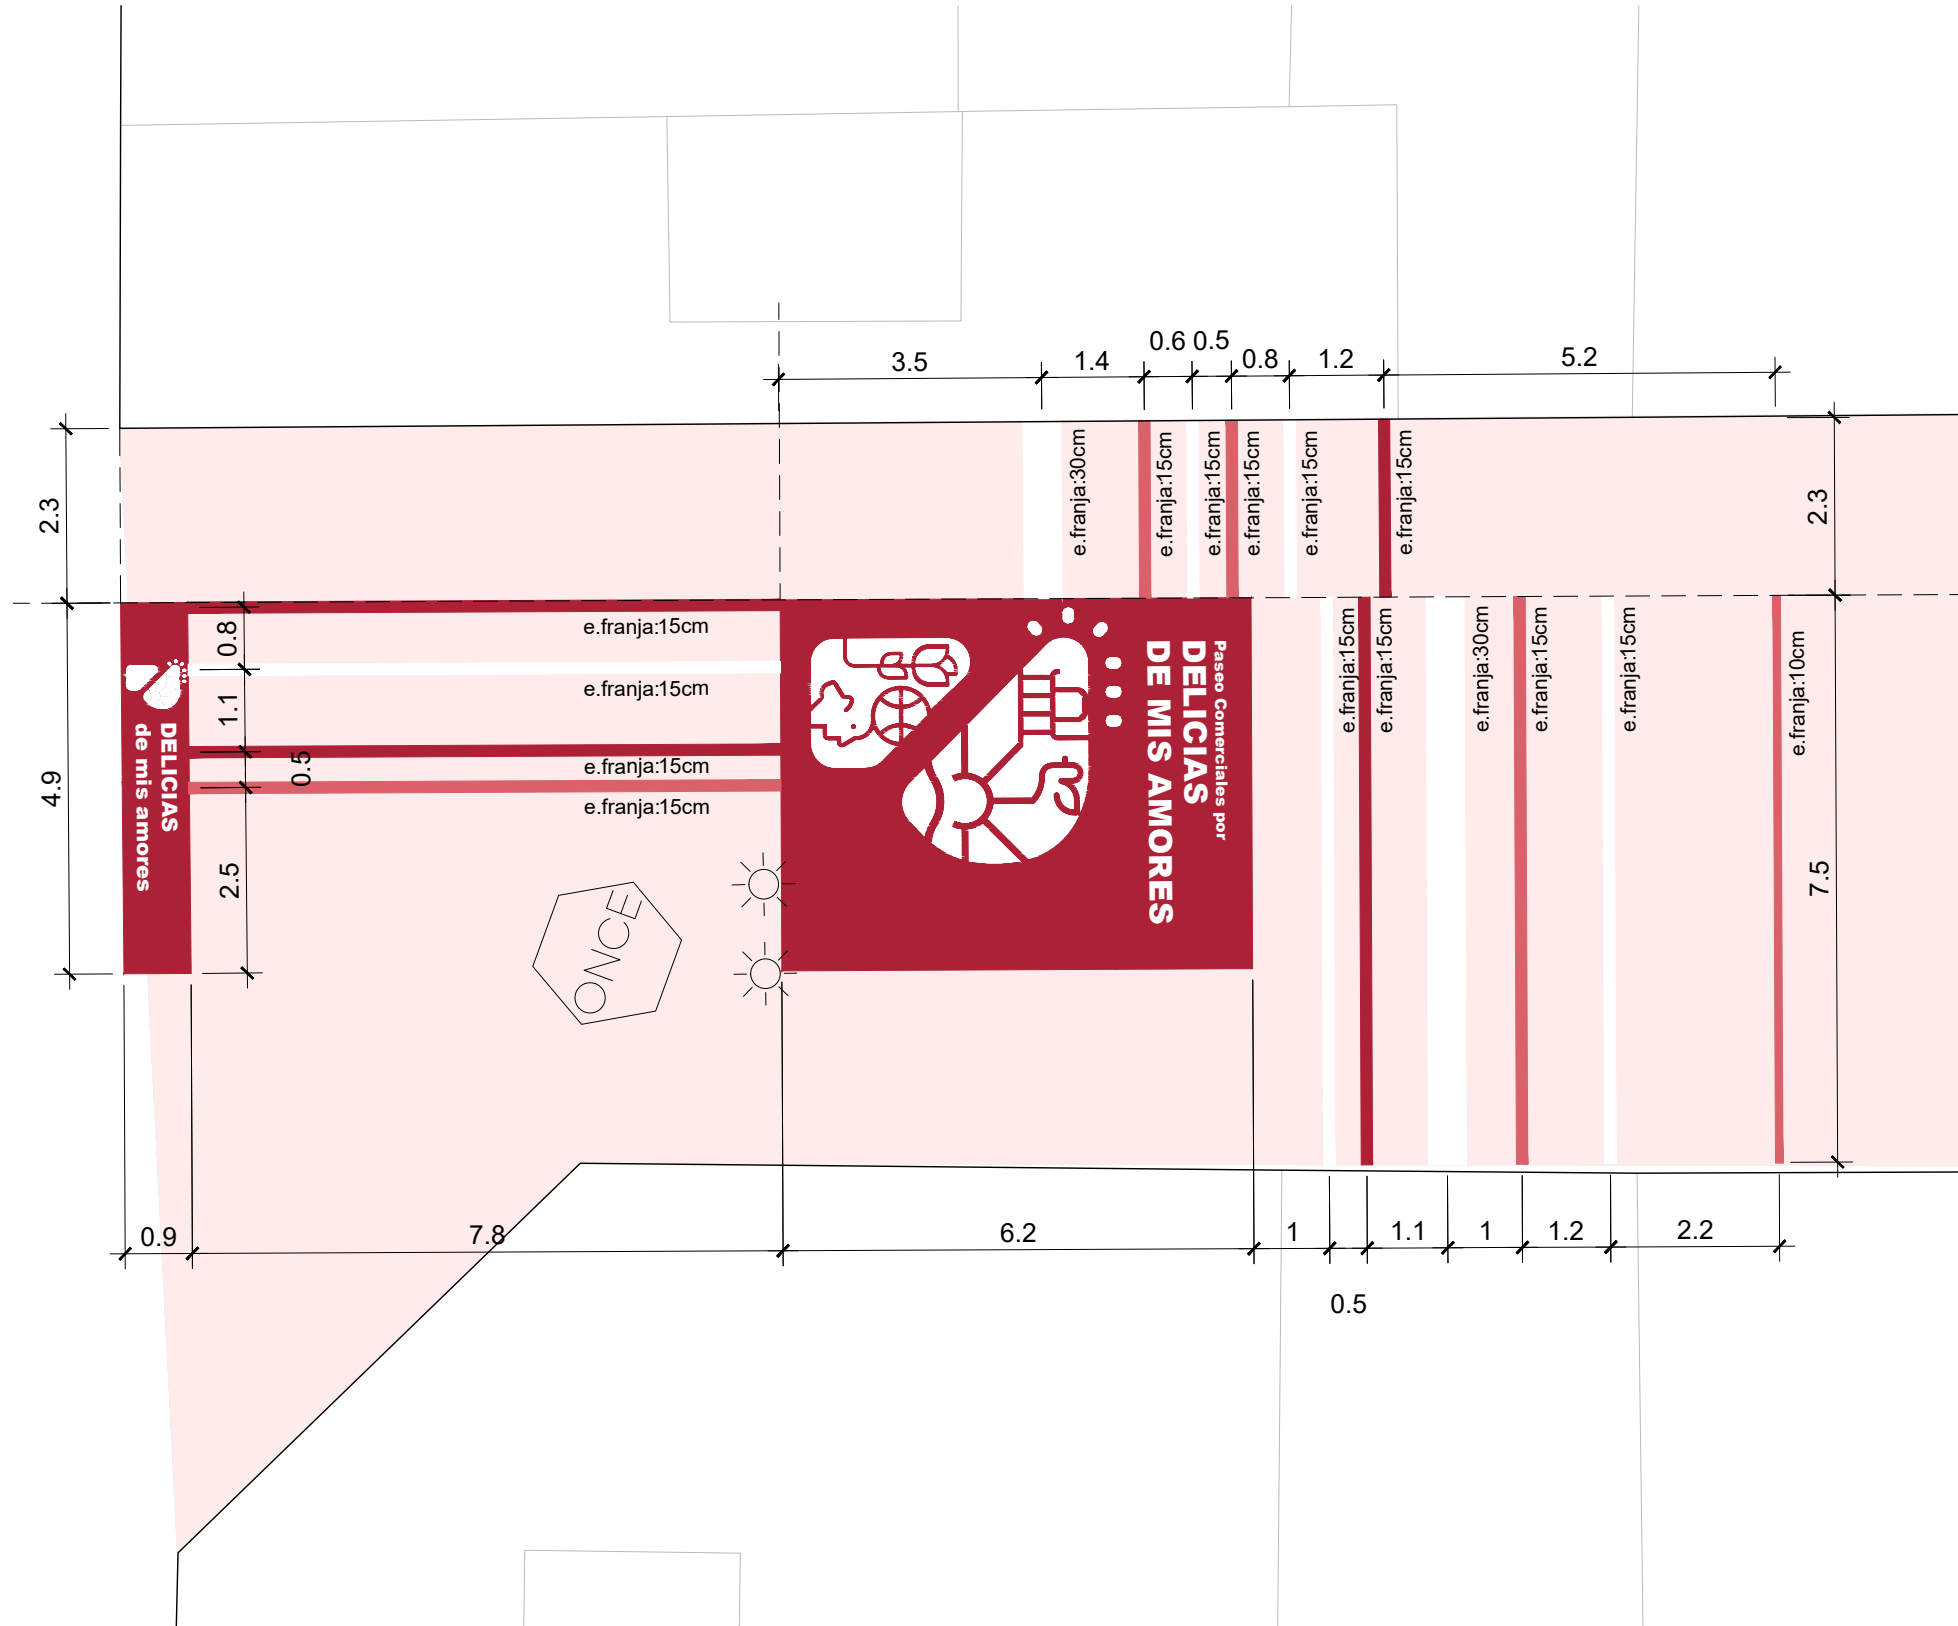 0.6 0.5
3.5
1.4
0.8
1.2
5.2
2.3
e.franja:30cm
e.franja:15cm
e.franja:15cm
e.franja:15cm
e.franja:15cm
e.franja:15cm
2.3
0.8
e.franja:15cm
1.1
e.franja:15cm
0.5
e.franja:15cm
e.franja:15cm
2.5
4.9
DELICIAS
de mis amores
ONCE
Paseo Comerciales por
DELICIAS
DE MIS AMORES
e.franja:15cm
e.franja:15cm
e.franja:30cm
e.franja:15cm
e.franja:15cm
e.franja:10cm
7.5
0.9
7.8
6.2
1
1.1
1
1.2
2.2
0.5